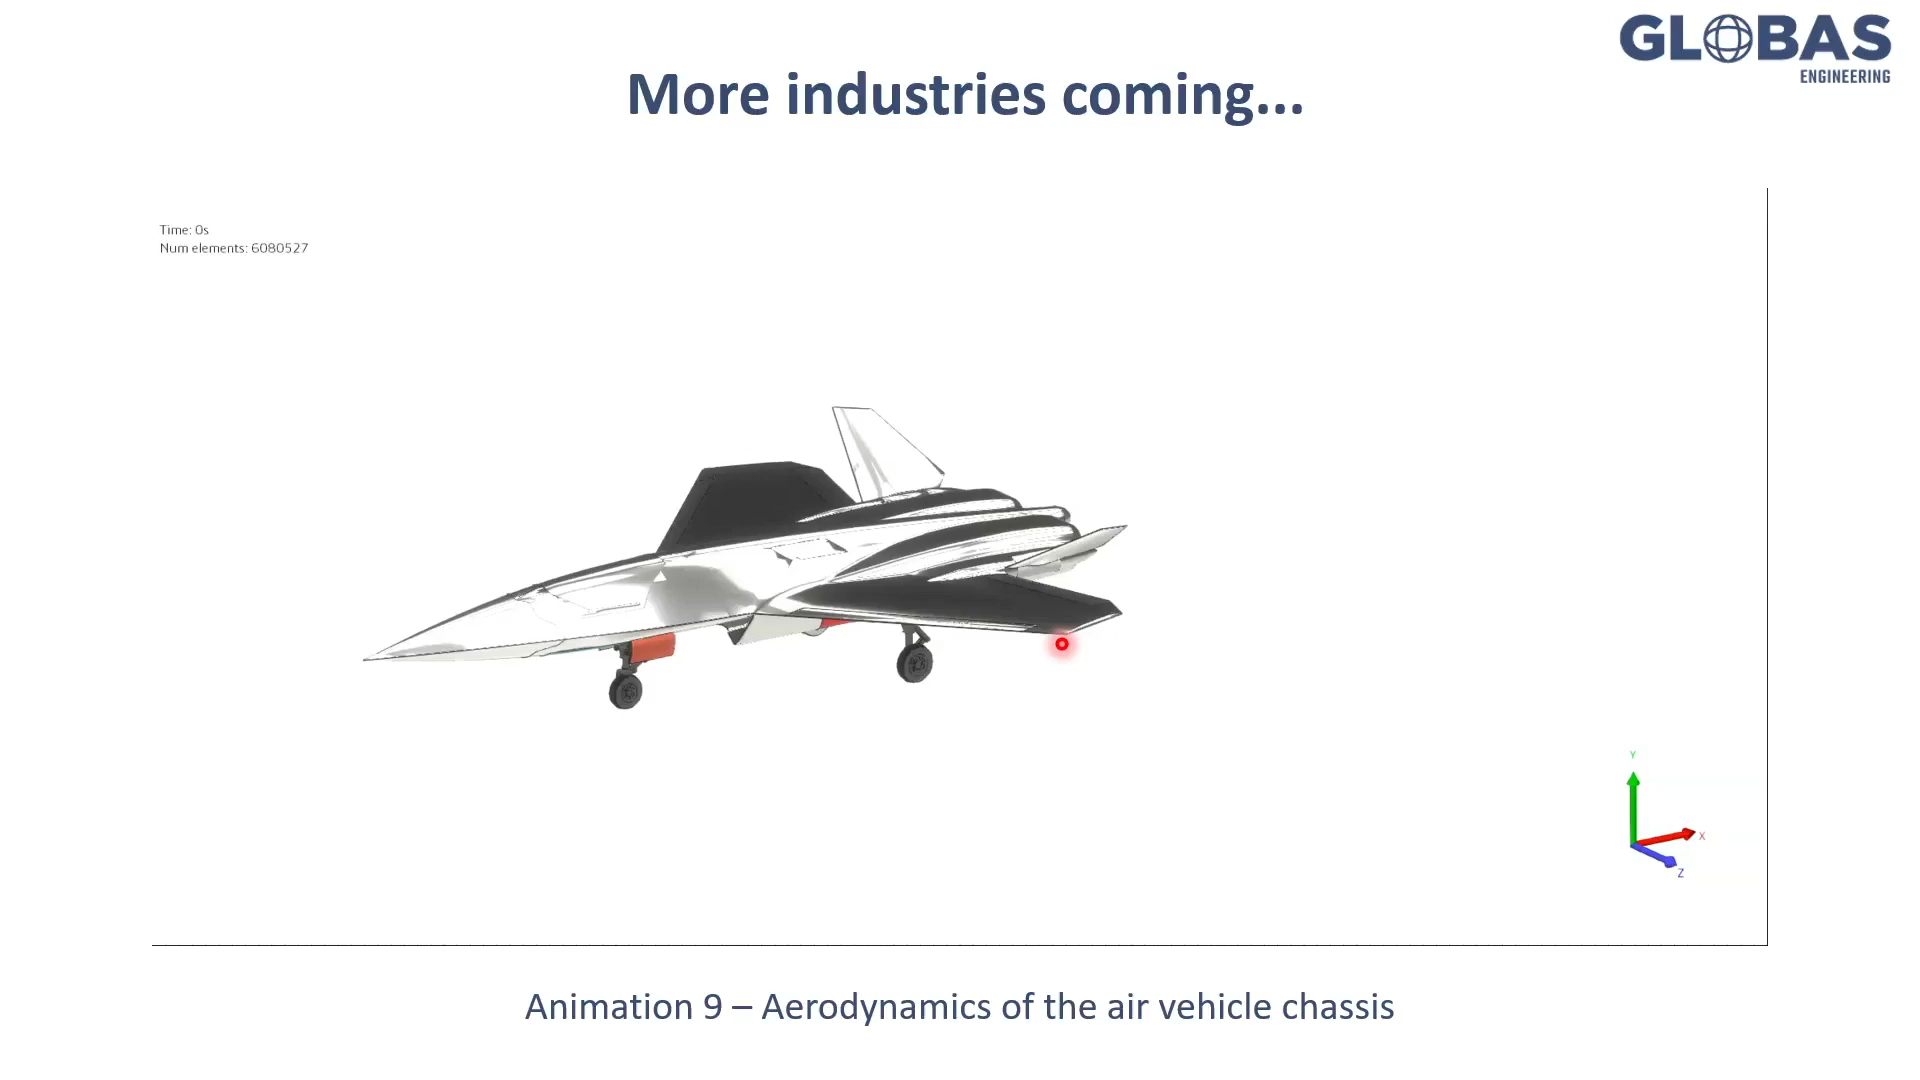 GLOBAS
ENGINEERING
More industries coming...
Time: 0s
Num elements: 6080527
Y
X
Z
Animation 9 – Aerodynamics of the air vehicle chassis